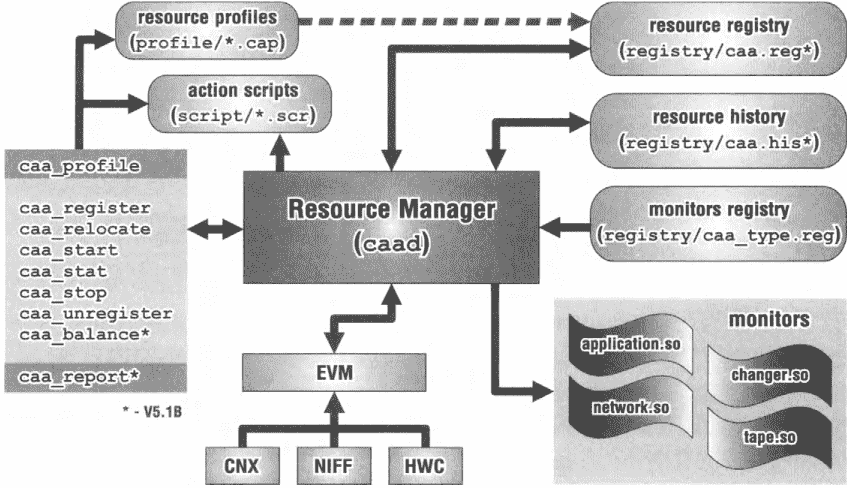 resource profiles
(profile/*.cap)
resource registry
(registry/caa.reg*)
action scripts
(script/*.scr)
resource history
(registry/caa.his*)
caa_profile
caa_register
caa_relocate
caa_start
caa_stat
caa_stop
caa_unregister
caa_balance*
caa_report*
* - V5.1B
Resource Manager
(caad)
monitors registry
(registry/caa_type.reg)
EVM
CNX
NIFF
HWC
monitors
application.so
changer.so
network.so
tape.so